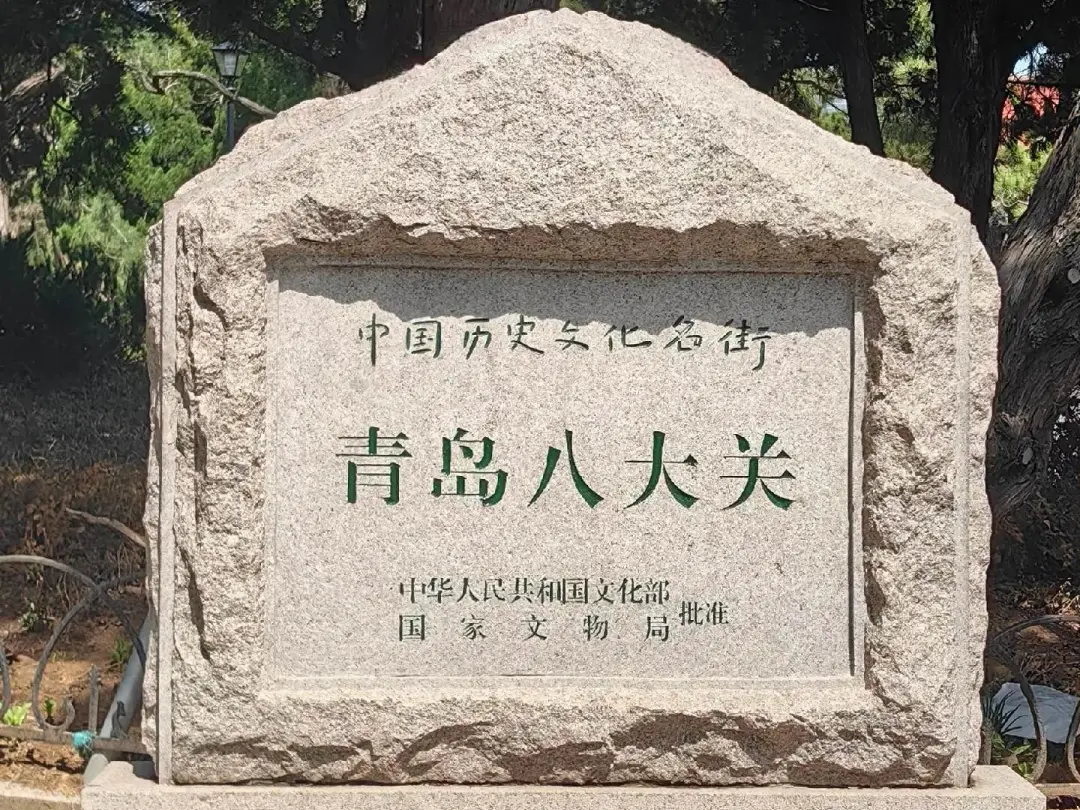 中国历史文化名街
青岛八大关
中华人民共和国文化部
国家文物局 批准